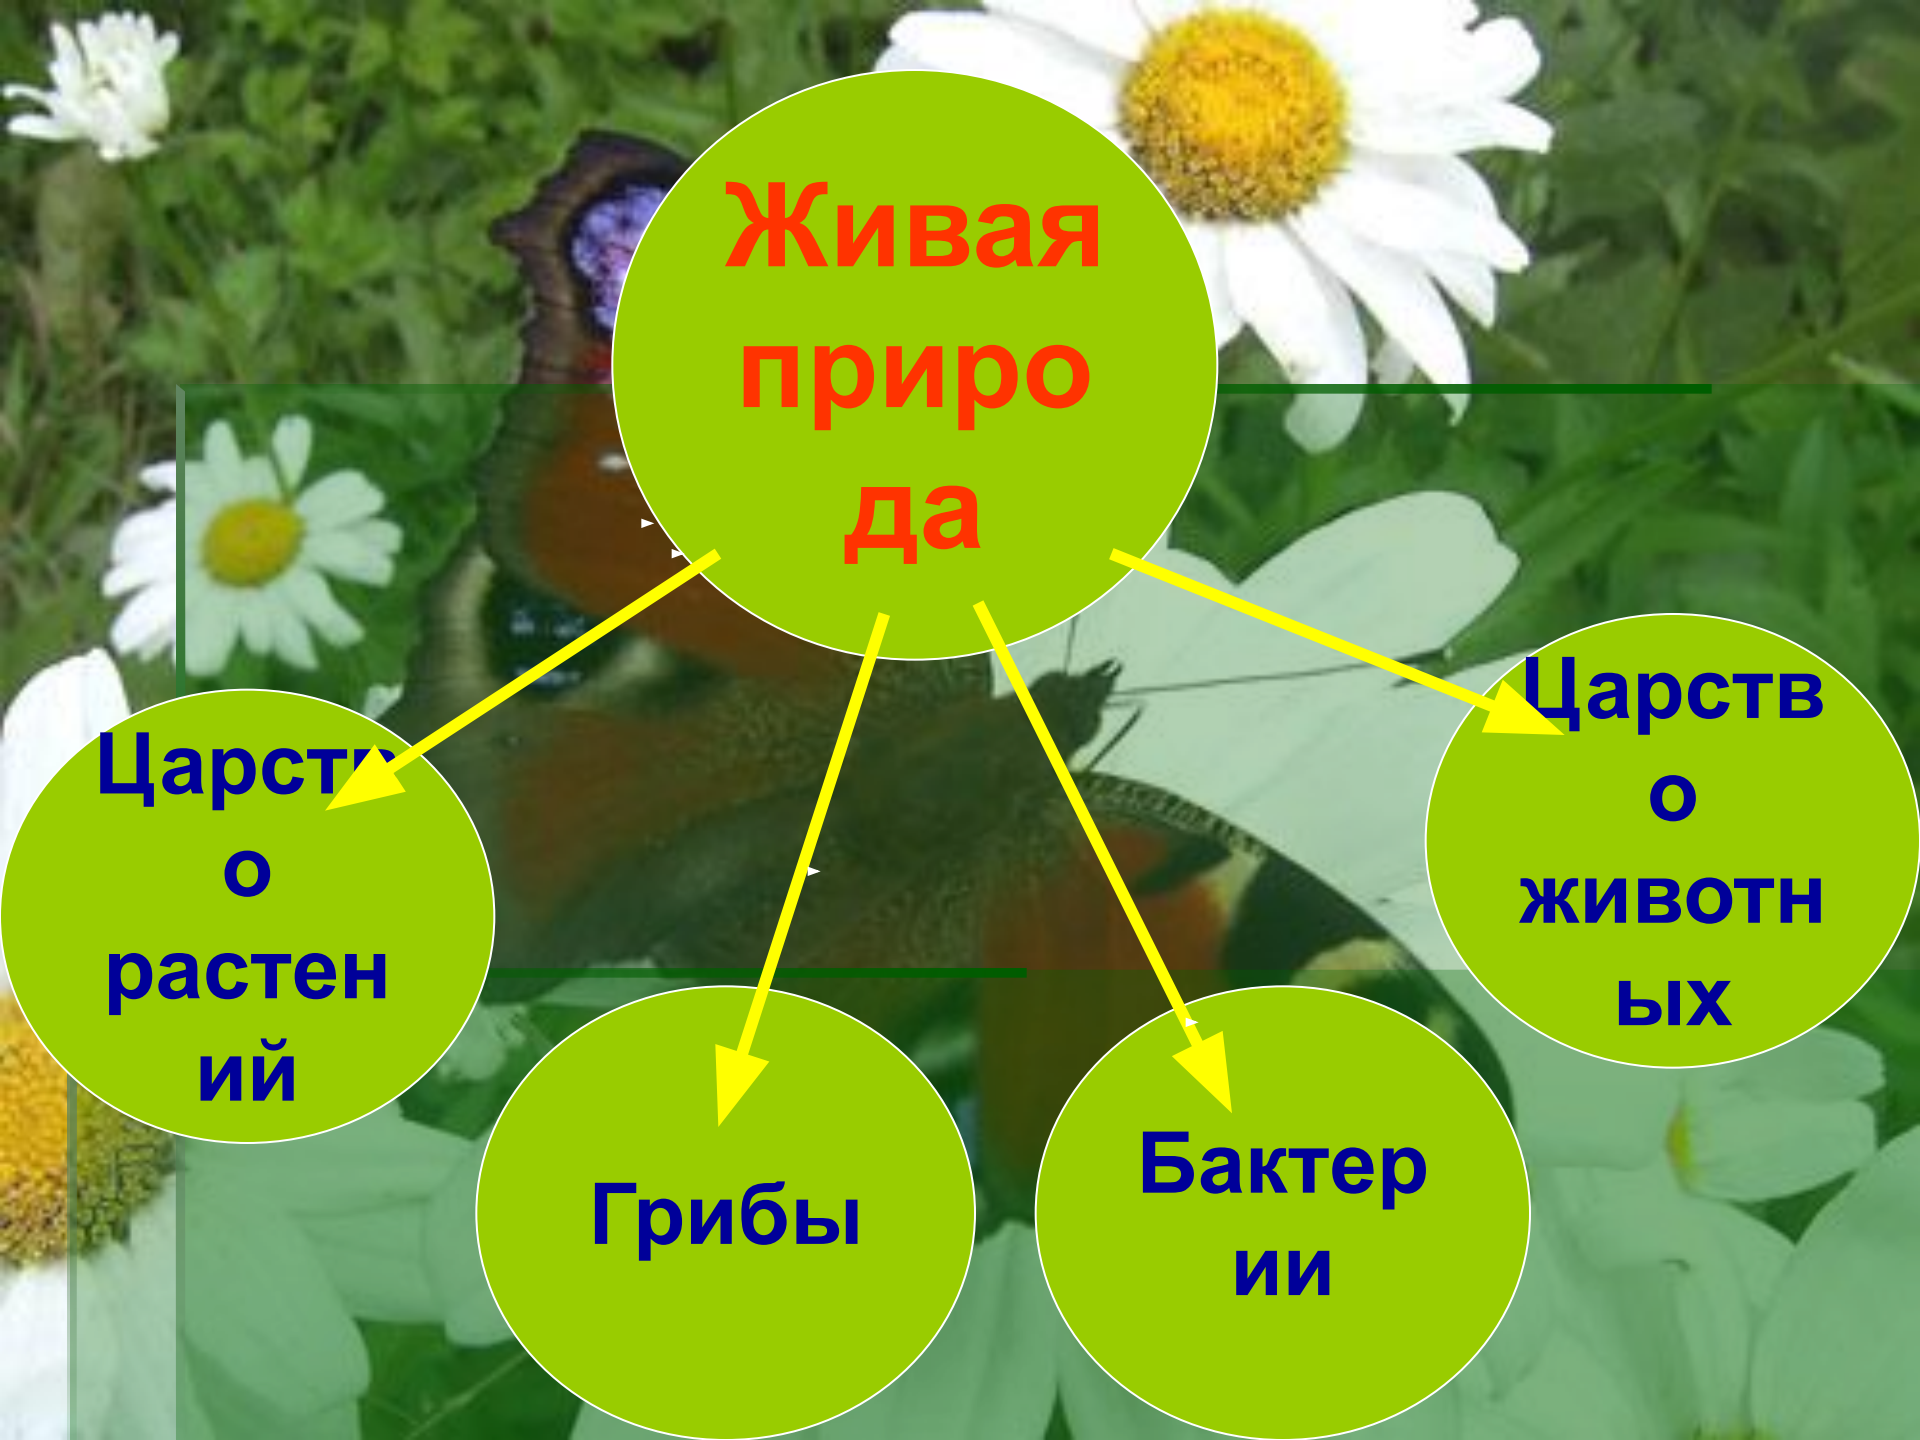 Живая
приро
да
Царств
о
растен
ий
Грибы
Бактер
ии
Царств
о
животн
ых